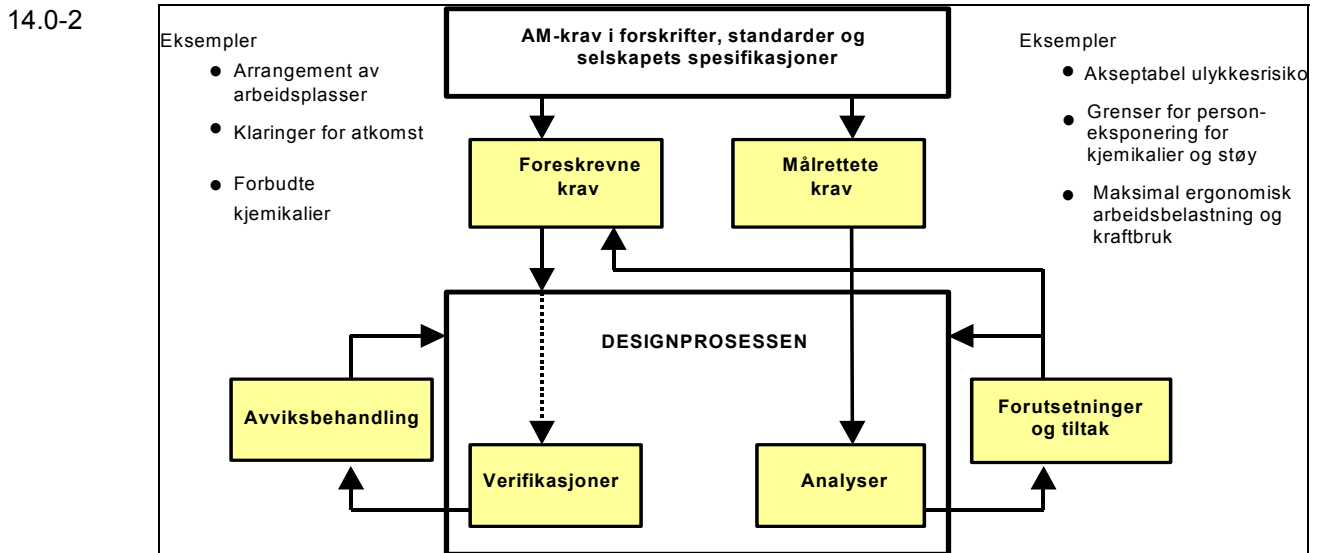 14.0-2
AM-krav i forskrifter, standarder og
selskapets spesifikasjoner
Eksempler
● Arrangement av
arbeidsplasser
● Klaringer for atkomst
● Forbudte
kjemikalier
Eksempler
● Akseptabel ulykkesrisiko
● Grenser for person-
eksponering for
kjemikalier og støy
● Maksimal ergonomisk
arbeidsbelastning og
kraftbruk
Foreskrevne
krav
Målrettete
krav
DESIGNPROSESSEN
Avviksbehandling
Forutsetninger
og tiltak
Verifikasjoner
Analyser